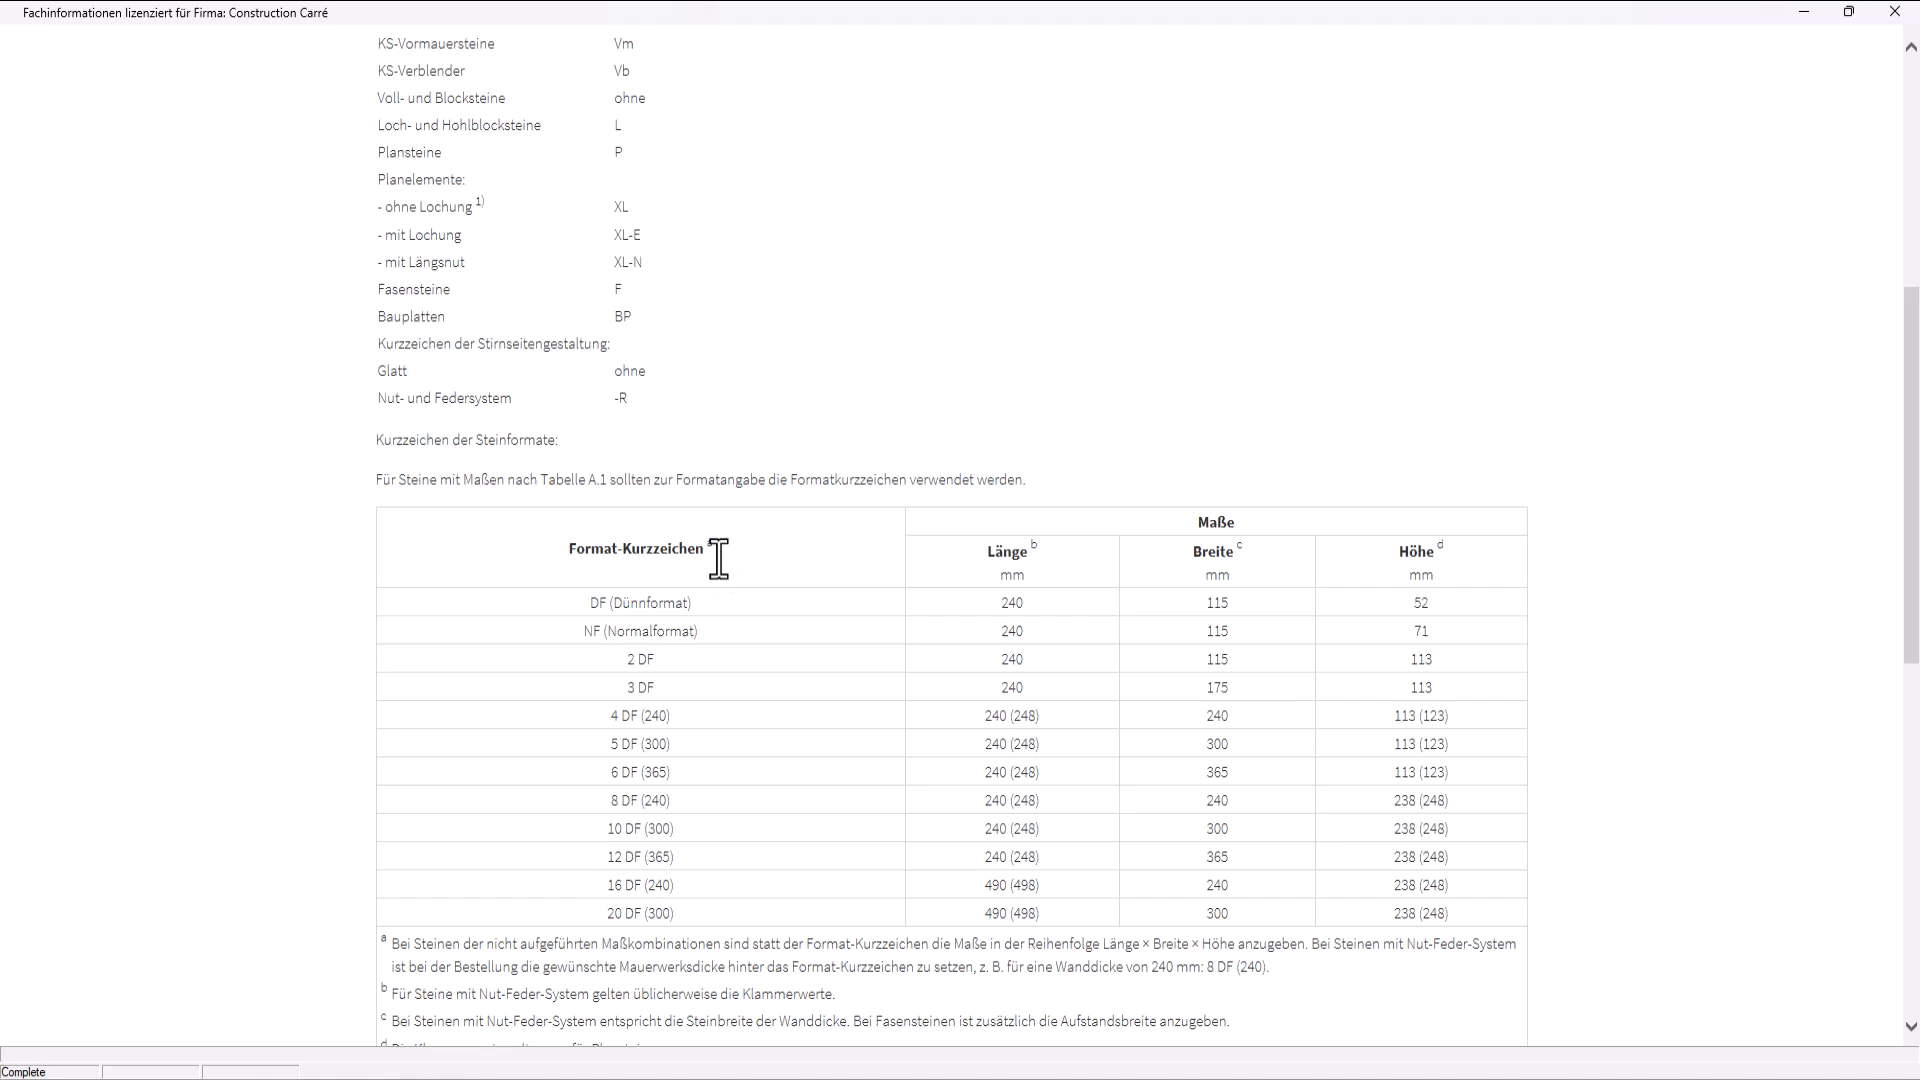 Fachinformationen lizenziert für Firma: Construction Carré
KS-Vormauersteine Vm
KS-Verblender Vb
Voll- und Blocksteine ohne
Loch- und Hohlblocksteine L
Plansteine P
Planelemente:
- ohne Lochung 1) XL
- mit Lochung XL-E
- mit Längsnut XL-N
Fasensteine F
Bauplatten BP
Kurzzeichen der Stirnseitengestaltung:
Glatt ohne
Nut- und Federsystem -R
Kurzzeichen der Steinformate:
Für Steine mit Maßen nach Tabelle A.1 sollten zur Formatangabe die Formatkurzzeichen verwendet werden.
Maße
Format-Kurzzeichen Länge b Breite c Höhe d
mm mm mm
DF (Dünnformat) 240 115 52
NF (Normalformat) 240 115 71
2 DF 240 115 113
3 DF 240 175 113
4 DF (240) 240 (248) 240 113 (123)
5 DF (300) 240 (248) 300 113 (123)
6 DF (365) 240 (248) 365 113 (123)
8 DF (240) 240 (248) 240 238 (248)
10 DF (300) 240 (248) 300 238 (248)
12 DF (365) 240 (248) 365 238 (248)
16 DF (240) 490 (498) 240 238 (248)
20 DF (300) 490 (498) 300 238 (248)
a Bei Steinen der nicht aufgeführten Maßkombinationen sind statt der Format-Kurzzeichen die Maße in der Reihenfolge Länge × Breite × Höhe anzugeben. Bei Steinen mit Nut-Feder-System
ist bei der Bestellung die gewünschte Mauerwerksdicke hinter das Format-Kurzzeichen zu setzen, z. B. für eine Wanddicke von 240 mm: 8 DF (240).
b Für Steine mit Nut-Feder-System gelten üblicherweise die Klammerwerte.
c Bei Steinen mit Nut-Feder-System entspricht die Steinbreite der Wanddicke. Bei Fasensteinen ist zusätzlich die Aufstandsbreite anzugeben.
Complete